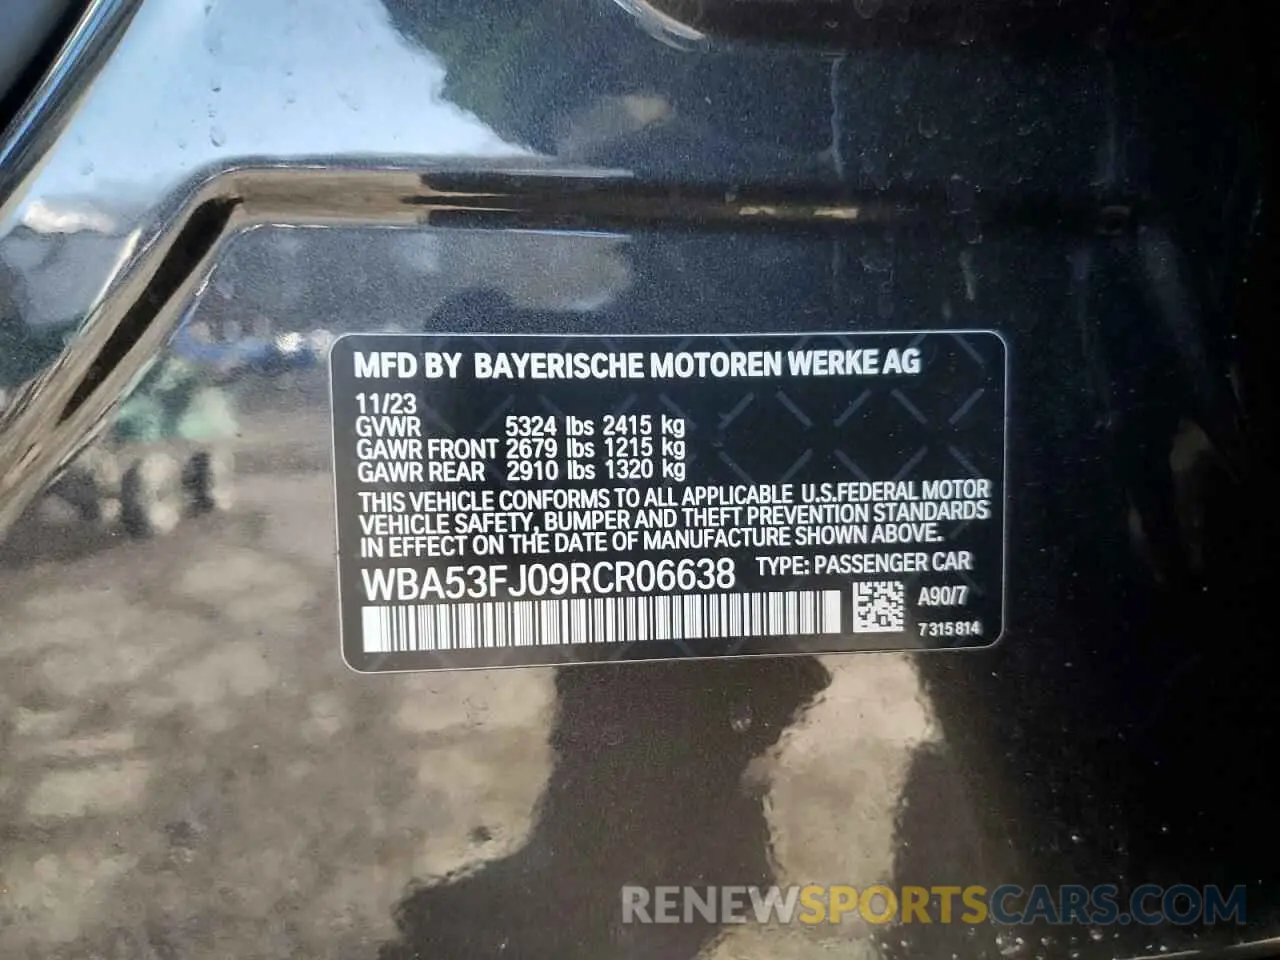 MFD BY BAYERISCHE MOTOREN WERKE AG
11/23
GVWR 5324 lbs 2415 kg
GAWR FRONT 2679 lbs 1215 kg
GAWR REAR 2910 lbs 1320 kg
THIS VEHICLE CONFORMS TO ALL APPLICABLE U.S.FEDERAL MOTOR
VEHICLE SAFETY, BUMPER AND THEFT PREVENTION STANDARDS
IN EFFECT ON THE DATE OF MANUFACTURE SHOWN ABOVE.
WBA53FJ09RCR06638 TYPE: PASSENGER CAR
A90/7
7315814
RENEWSPORTSCARS.COM